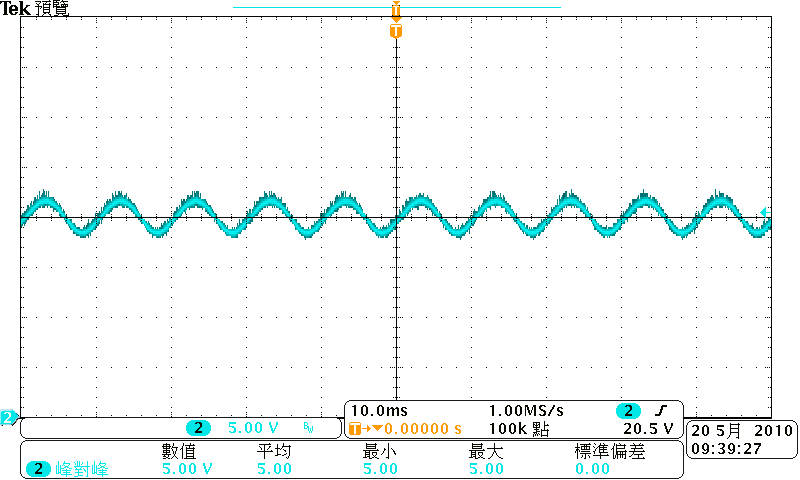 Tek 預覽
T
T
2
2 5.00 V BW
10.0ms 1.00MS/s 2
T→▼0.00000 s 100k 點 20.5 V
20 5月 2010
09:39:27
數值 平均 最小 最大 標準偏差
2 峰對峰 5.00 V 5.00 5.00 5.00 0.00